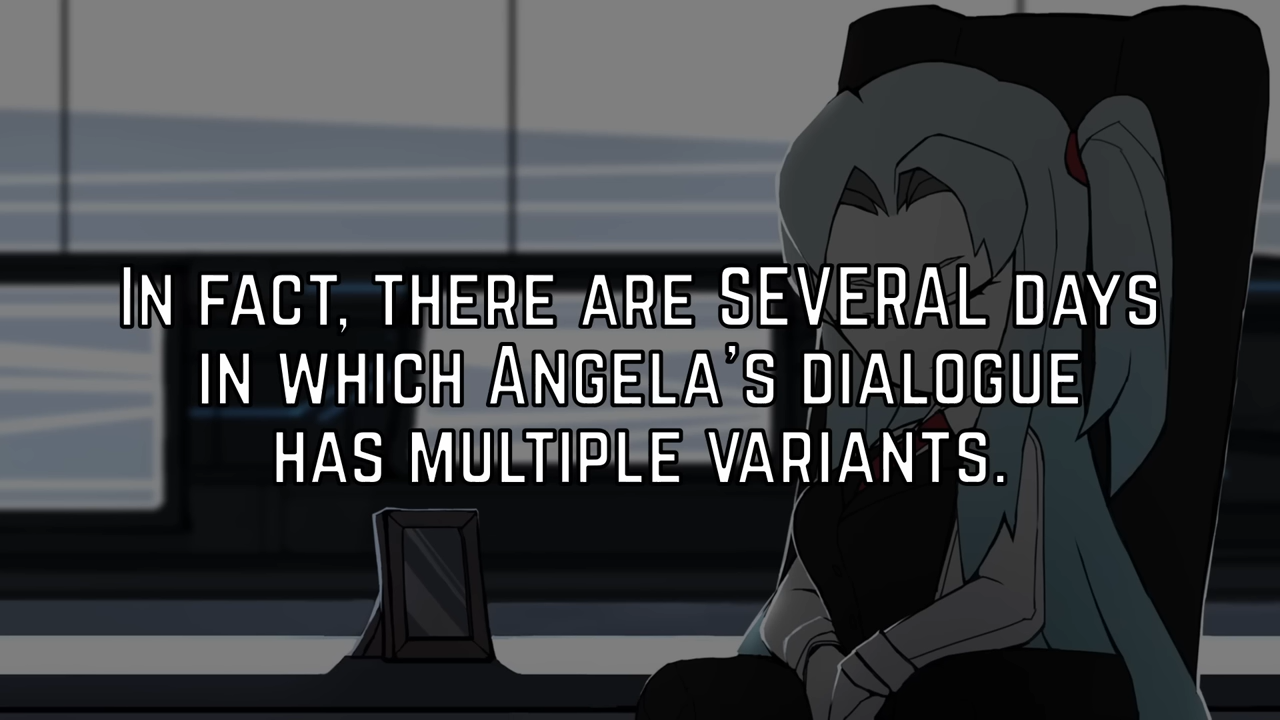 In fact, there are SEVERAL days
in which Angela's dialogue
has multiple variants.